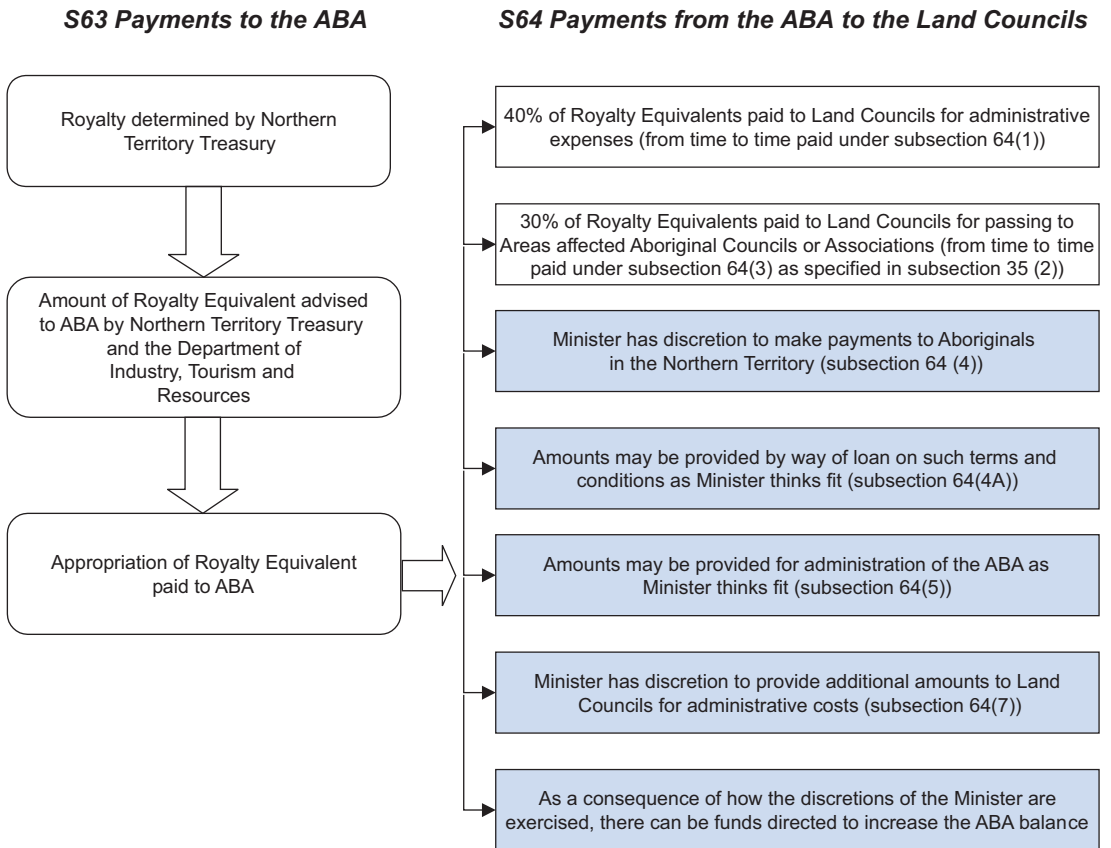 S63 Payments to the ABA
S64 Payments from the ABA to the Land Councils
Royalty determined by Northern
Territory Treasury
Amount of Royalty Equivalent advised
to ABA by Northern Territory Treasury
and the Department of
Industry, Tourism and
Resources
Appropriation of Royalty Equivalent
paid to ABA
40% of Royalty Equivalents paid to Land Councils for administrative
expenses (from time to time paid under subsection 64(1))
30% of Royalty Equivalents paid to Land Councils for passing to
Areas affected Aboriginal Councils or Associations (from time to time
paid under subsection 64(3) as specified in subsection 35 (2))
Minister has discretion to make payments to Aboriginals
in the Northern Territory (subsection 64 (4))
Amounts may be provided by way of loan on such terms and
conditions as Minister thinks fit (subsection 64(4A))
Amounts may be provided for administration of the ABA as
Minister thinks fit (subsection 64(5))
Minister has discretion to provide additional amounts to Land
Councils for administrative costs (subsection 64(7))
As a consequence of how the discretions of the Minister are
exercised, there can be funds directed to increase the ABA balance